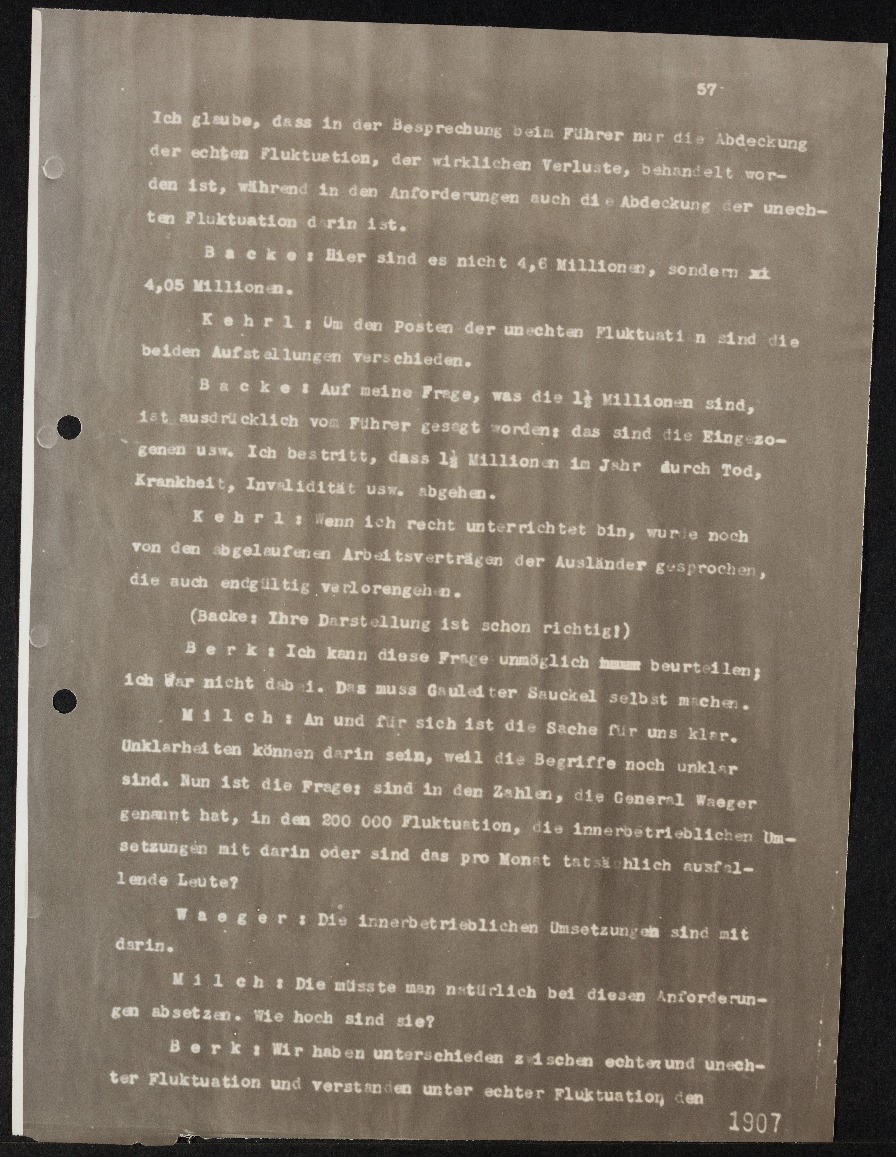 57
Ich glaube, dass in der Besprechung beim Führer nur die Abdeckung
der echten Fluktuation, der wirklichen Verluste, behandelt wor-
den ist, während in den Anforderungen auch die Abdeckung der unech-
ten Fluktuation darin ist.
B a c k e : Hier sind es nicht 4,6 Millionen, sondern xi
4,05 Millionen.
K e h r l : Um den Posten der unechten Fluktuation sind die
beiden Aufstellungen verschieden.
B a c k e : Auf meine Frage, was die 1½ Millionen sind,
ist ausdrücklich vom Führer gesagt worden: das sind die Eingezo-
genen usw. Ich bestritt, dass 1½ Millionen im Jahr durch Tod,
Krankheit, Invalidität usw. abgehen.
K e h r l : Wenn ich recht unterrichtet bin, wurde noch
von den abgelaufenen Arbeitsverträgen der Ausländer gesprochen,
die auch endgültig verlorengehen.
(Backe: Ihre Darstellung ist schon richtig!)
B e r k : Ich kann diese Frage unmöglich beurteilen;
ich war nicht dabei. Das muss Gauleiter Sauckel selbst machen.
M i l c h : An und für sich ist die Sache für uns klar.
Unklarheiten können darin sein, weil die Begriffe noch unklar
sind. Nun ist die Frage: sind in den Zahlen, die General Waeger
genannt hat, in den 200 000 Fluktuation, die innerbetrieblichen Um-
setzungen mit darin oder sind das pro Monat tatsächlich ausfal-
lende Leute?
W a e g e r : Die innerbetrieblichen Umsetzungen sind mit
darin.
M i l c h : Die müsste man natürlich bei diesen Anforderun-
gen absetzen. Wie hoch sind sie?
B e r k : Wir haben unterschieden zwischen echter und unech-
ter Fluktuation und verstanden unter echter Fluktuation den
1907